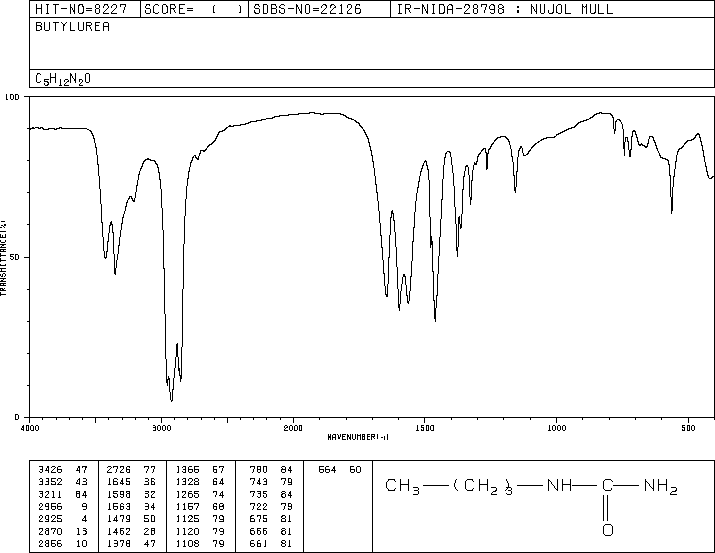 HIT-NO=8227 SCORE= ( ) SDBS-NO=22126 IR-NIDA-28798 : NUJOL MULL
BUTYLUREA
C5H12N2O
100
50
0
TRANSMITTANCE(%)
4000 3000 2000 1500 1000 500
WAVENUMBER(-1)
3426 47 2726 77 1366 57 780 84 564 60
3352 43 1645 36 1328 64 743 79
3211 64 1598 32 1265 74 735 84
2956 9 1563 34 1157 68 722 79
2925 4 1479 50 1125 79 675 81
2870 13 1462 28 1120 79 666 81
2856 10 1378 47 1108 79 661 81
CH3—(CH2)3—NH—C—NH2
O